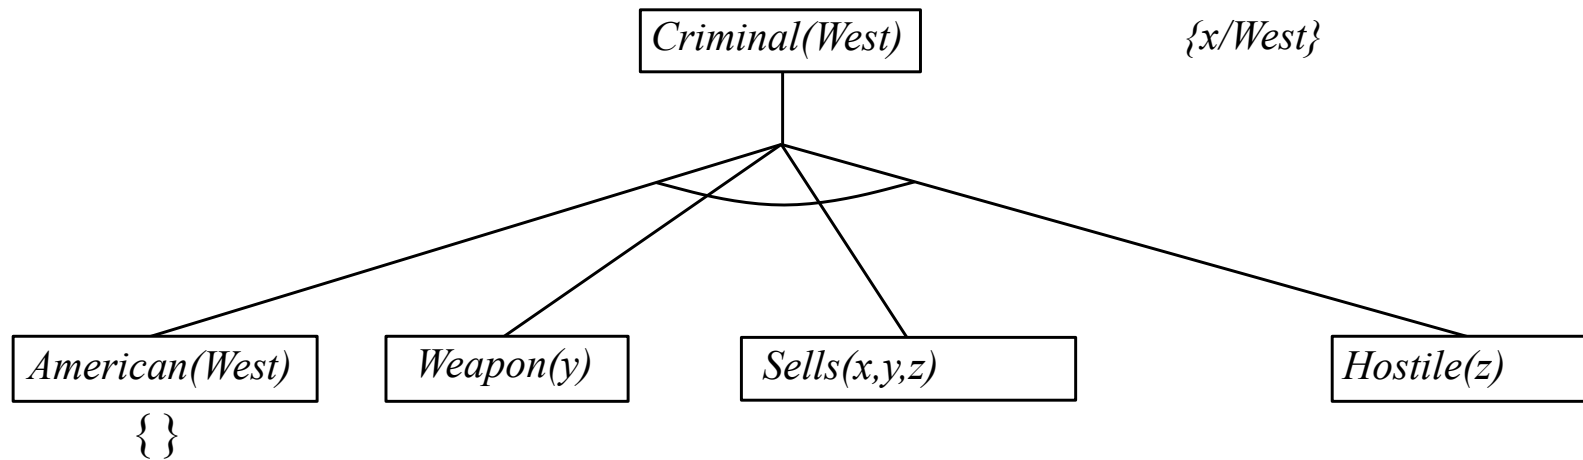 Criminal(West)
{x/West}
American(West)
Weapon(y)
Sells(x,y,z)
Hostile(z)
{ }